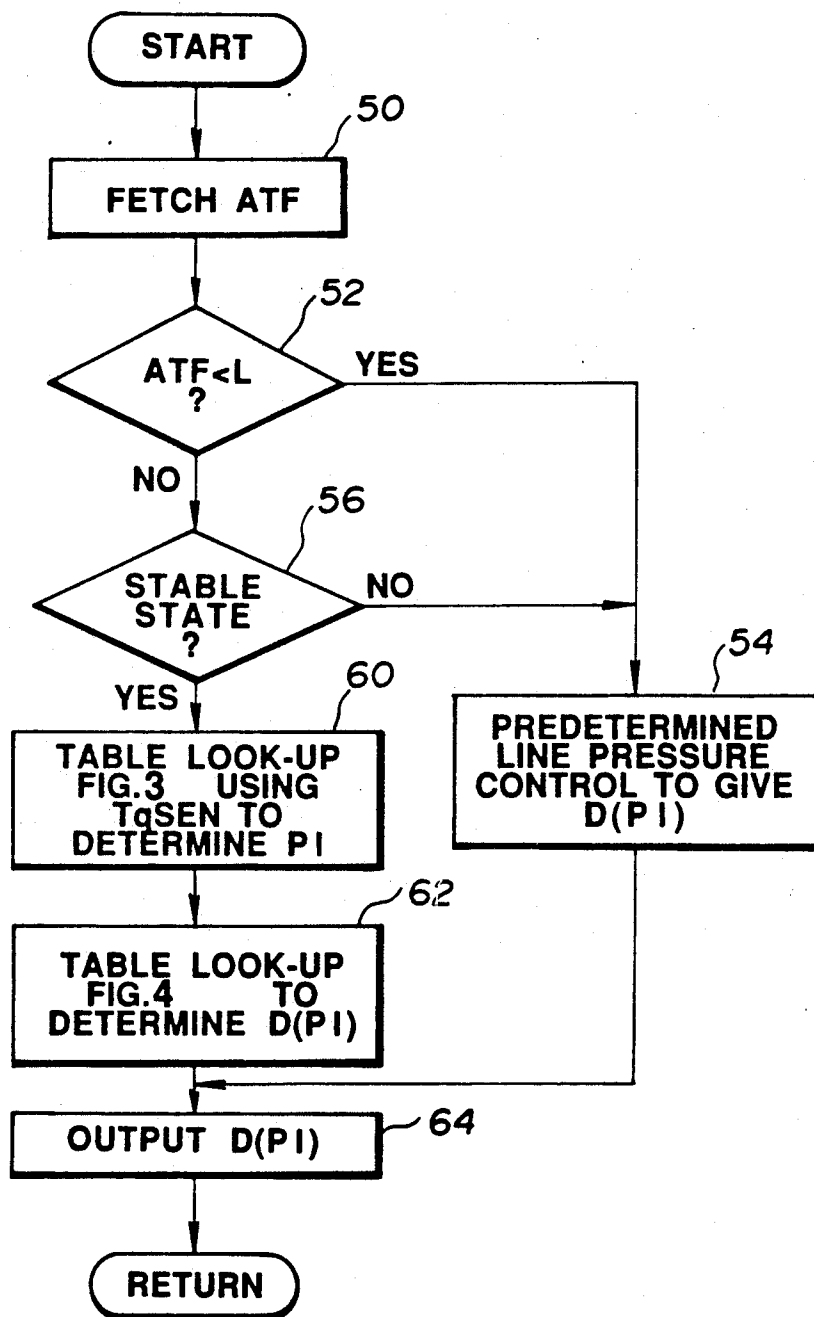 START
50
FETCH ATF
52
ATF<L
?
YES
NO
56
STABLE
STATE
?
NO
YES
60
TABLE LOOK-UP
FIG.3 USING
TqSEN TO
DETERMINE Pl
54
PREDETERMINED
LINE PRESSURE
CONTROL TO GIVE
D(Pl)
62
TABLE LOOK-UP
FIG.4 TO
DETERMINE D(Pl)
OUTPUT D(Pl)
64
RETURN